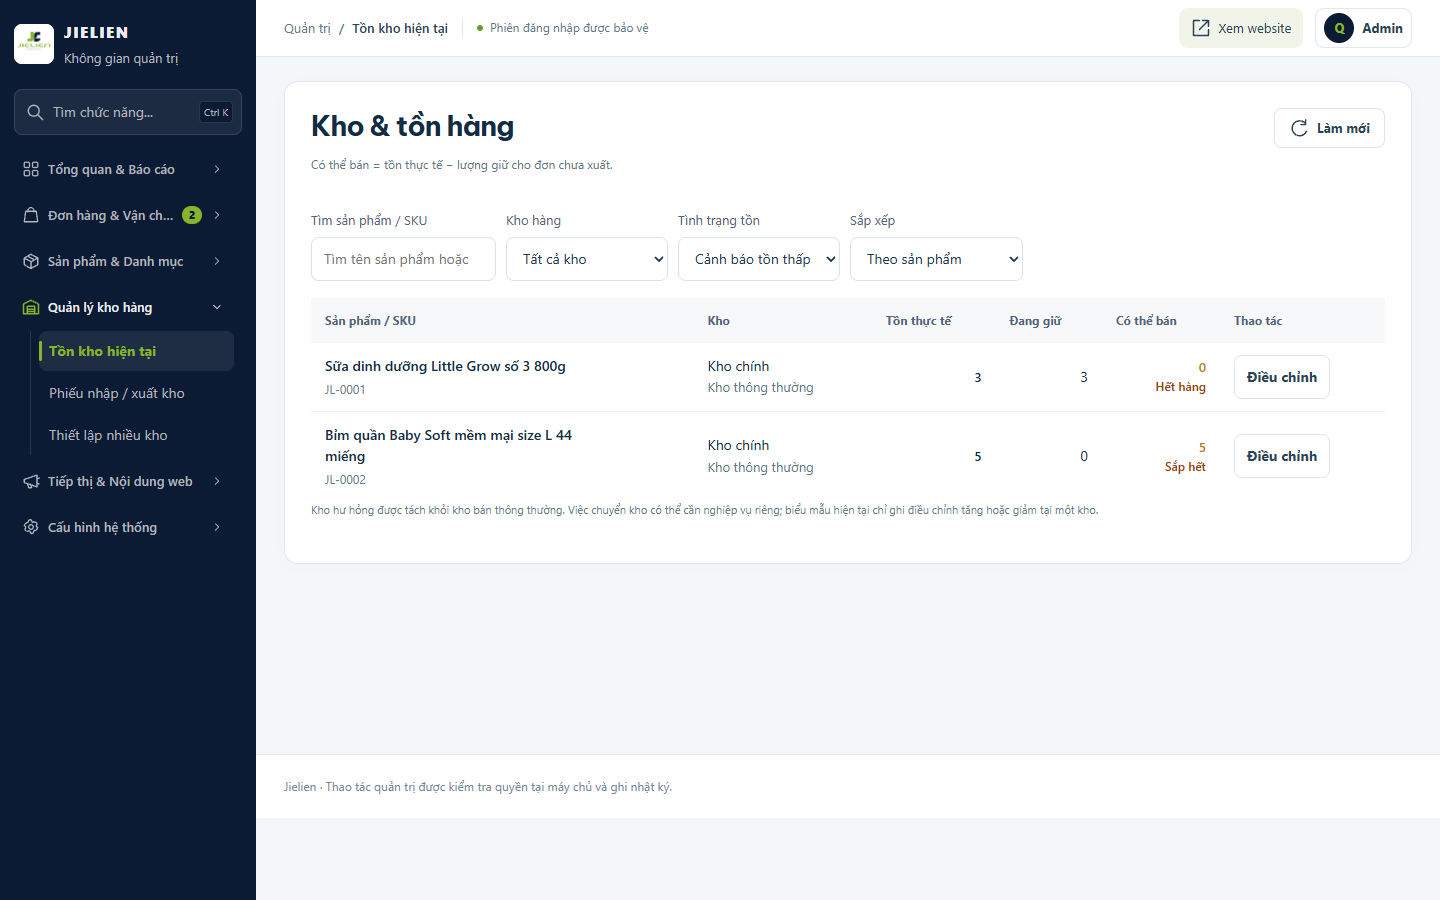 JIELIEN
Không gian quản trị
JC
JIELIEN
Tìm chức năng...
Ctrl K
Tổng quan & Báo cáo
Đơn hàng & Vận ch...
2
Sản phẩm & Danh mục
Quản lý kho hàng
Tồn kho hiện tại
Phiếu nhập / xuất kho
Thiết lập nhiều kho
Tiếp thị & Nội dung web
Cấu hình hệ thống
Quản trị / Tồn kho hiện tại
Phiên đăng nhập được bảo vệ
Xem website
Q
Admin
Kho & tồn hàng
Làm mới
Có thể bán = tồn thực tế − lượng giữ cho đơn chưa xuất.
Tìm sản phẩm / SKU
Kho hàng
Tình trạng tồn
Sắp xếp
Tìm tên sản phẩm hoặc
Tất cả kho
Cảnh báo tồn thấp
Theo sản phẩm
Sản phẩm / SKU
Kho
Tồn thực tế
Đang giữ
Có thể bán
Thao tác
Sữa dinh dưỡng Little Grow số 3 800g
JL-0001
Kho chính
Kho thông thường
3
3
0
Hết hàng
Điều chỉnh
Bỉm quần Baby Soft mềm mại size L 44
miếng
JL-0002
Kho chính
Kho thông thường
5
0
5
Sắp hết
Điều chỉnh
Kho hư hỏng được tách khỏi kho bán thông thường. Việc chuyển kho có thể cần nghiệp vụ riêng; biểu mẫu hiện tại chỉ ghi điều chỉnh tăng hoặc giảm tại một kho.
Jielien · Thao tác quản trị được kiểm tra quyền tại máy chủ và ghi nhật ký.